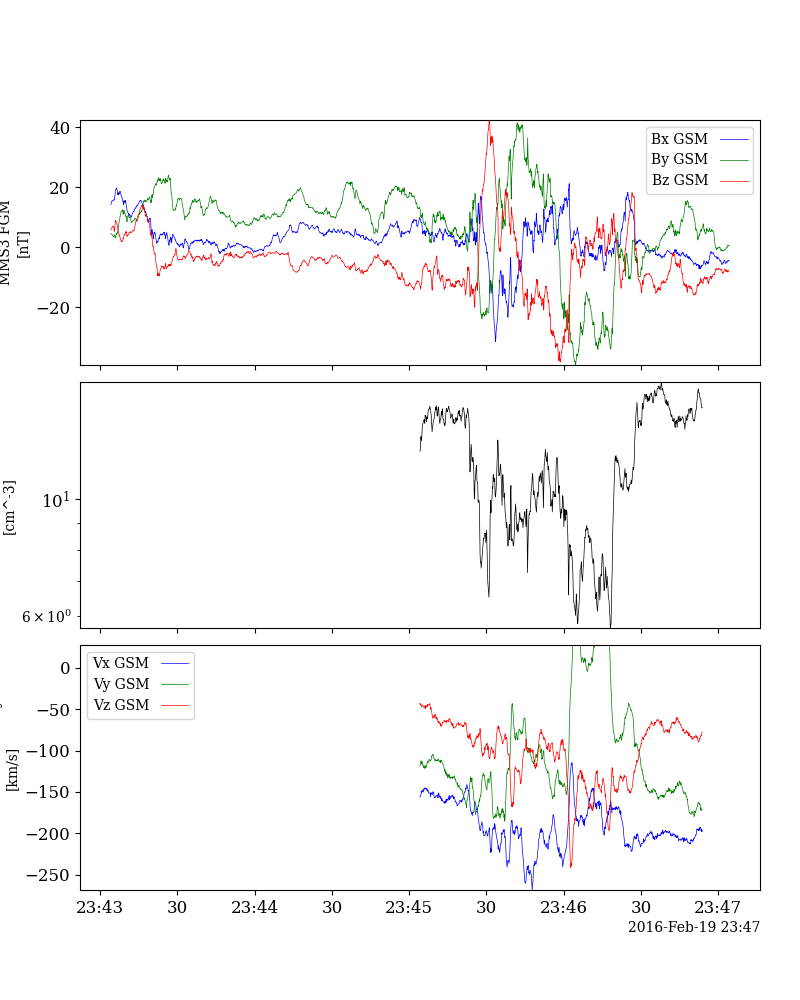 40
20
0
−20
MMS3 FGM
[nT]
Bx GSM
By GSM
Bz GSM
10^1
6 × 10^0
[cm^-3]
0
−50
−100
−150
−200
−250
[km/s]
Vx GSM
Vy GSM
Vz GSM
23:43 30 23:44 30 23:45 30 23:46 30 23:47
2016-Feb-19 23:47